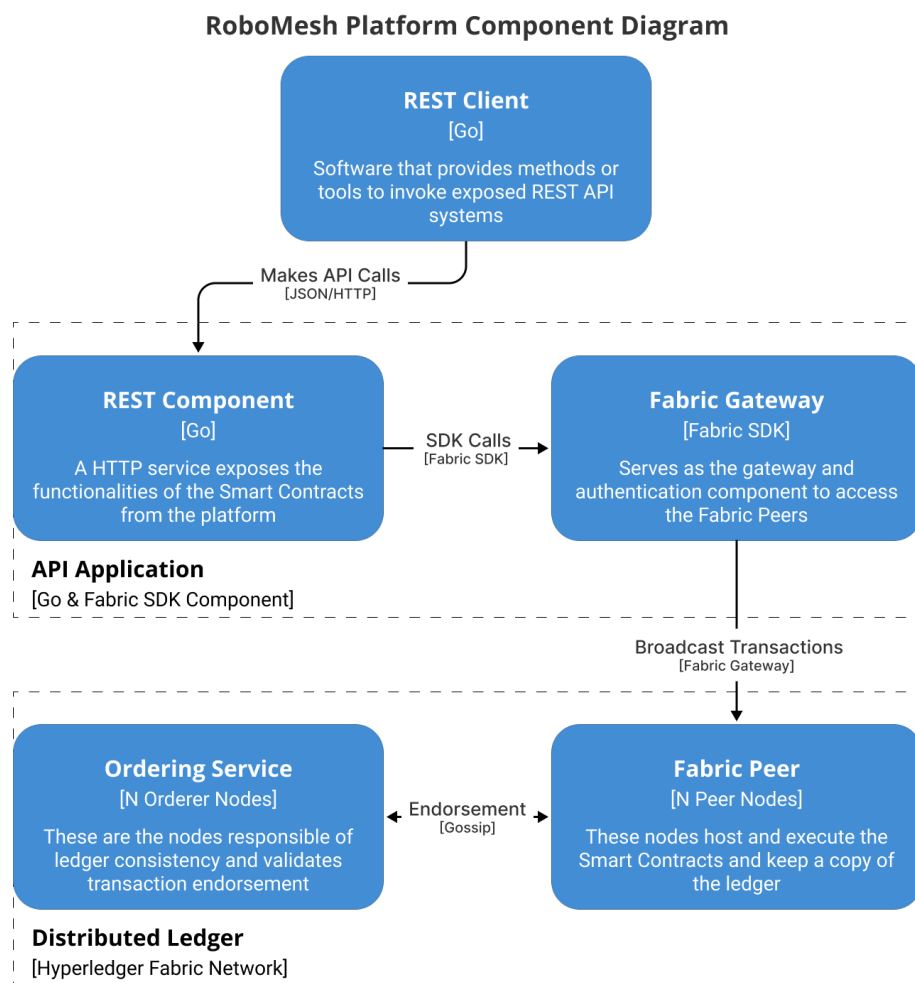 RoboMesh Platform Component Diagram
REST Client
[Go]
Software that provides methods or
tools to invoke exposed REST API
systems
Makes API Calls
[JSON/HTTP]
REST Component
[Go]
A HTTP service exposes the
functionalities of the Smart Contracts
from the platform
SDK Calls
[Fabric SDK]
Fabric Gateway
[Fabric SDK]
Serves as the gateway and
authentication component to access
the Fabric Peers
API Application
[Go & Fabric SDK Component]
Broadcast Transactions
[Fabric Gateway]
Ordering Service
[N Orderer Nodes]
These are the nodes responsible of
ledger consistency and validates
transaction endorsement
Endorsement
[Gossip]
Fabric Peer
[N Peer Nodes]
These nodes host and execute the
Smart Contracts and keep a copy of
the ledger
Distributed Ledger
[Hyperledger Fabric Network]